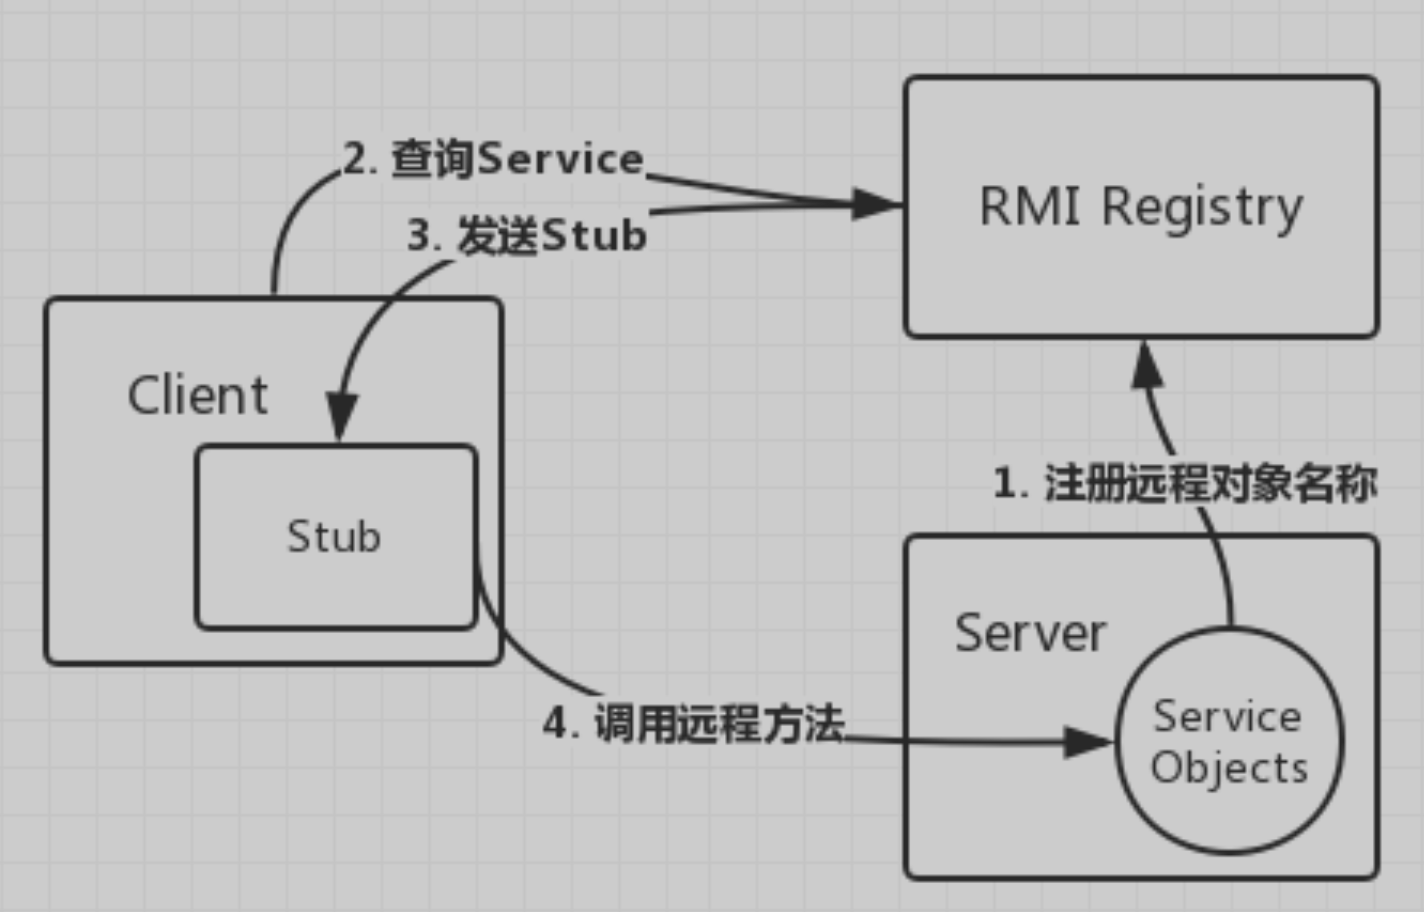 2. 查询Service
RMI Registry
3. 发送Stub
Client
1. 注册远程对象名称
Stub
Server
4. 调用远程方法
Service
Objects